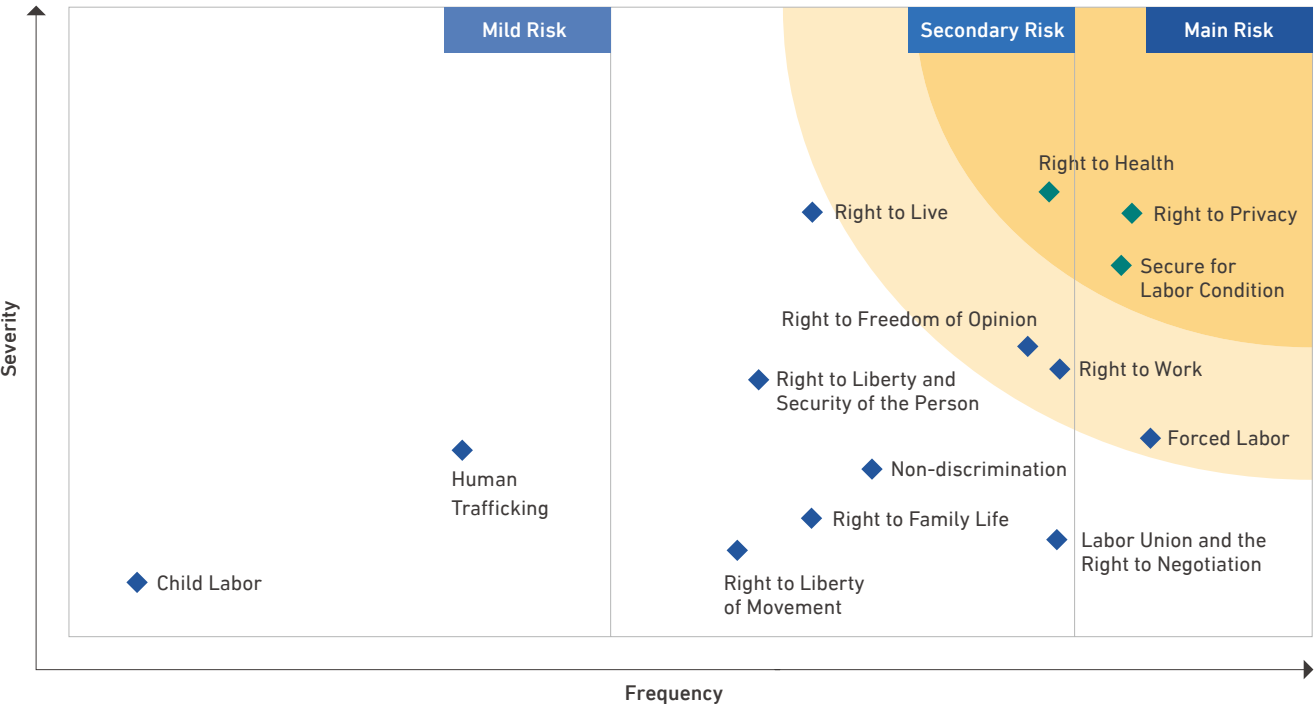 Mild Risk
Secondary Risk
Main Risk
Right to Health
Right to Live
Right to Privacy
Secure for
Labor Condition
Right to Freedom of Opinion
Right to Work
Right to Liberty and
Security of the Person
Forced Labor
Human
Trafficking
Non-discrimination
Right to Family Life
Labor Union and the
Right to Negotiation
Child Labor
Right to Liberty
of Movement
Severity
Frequency